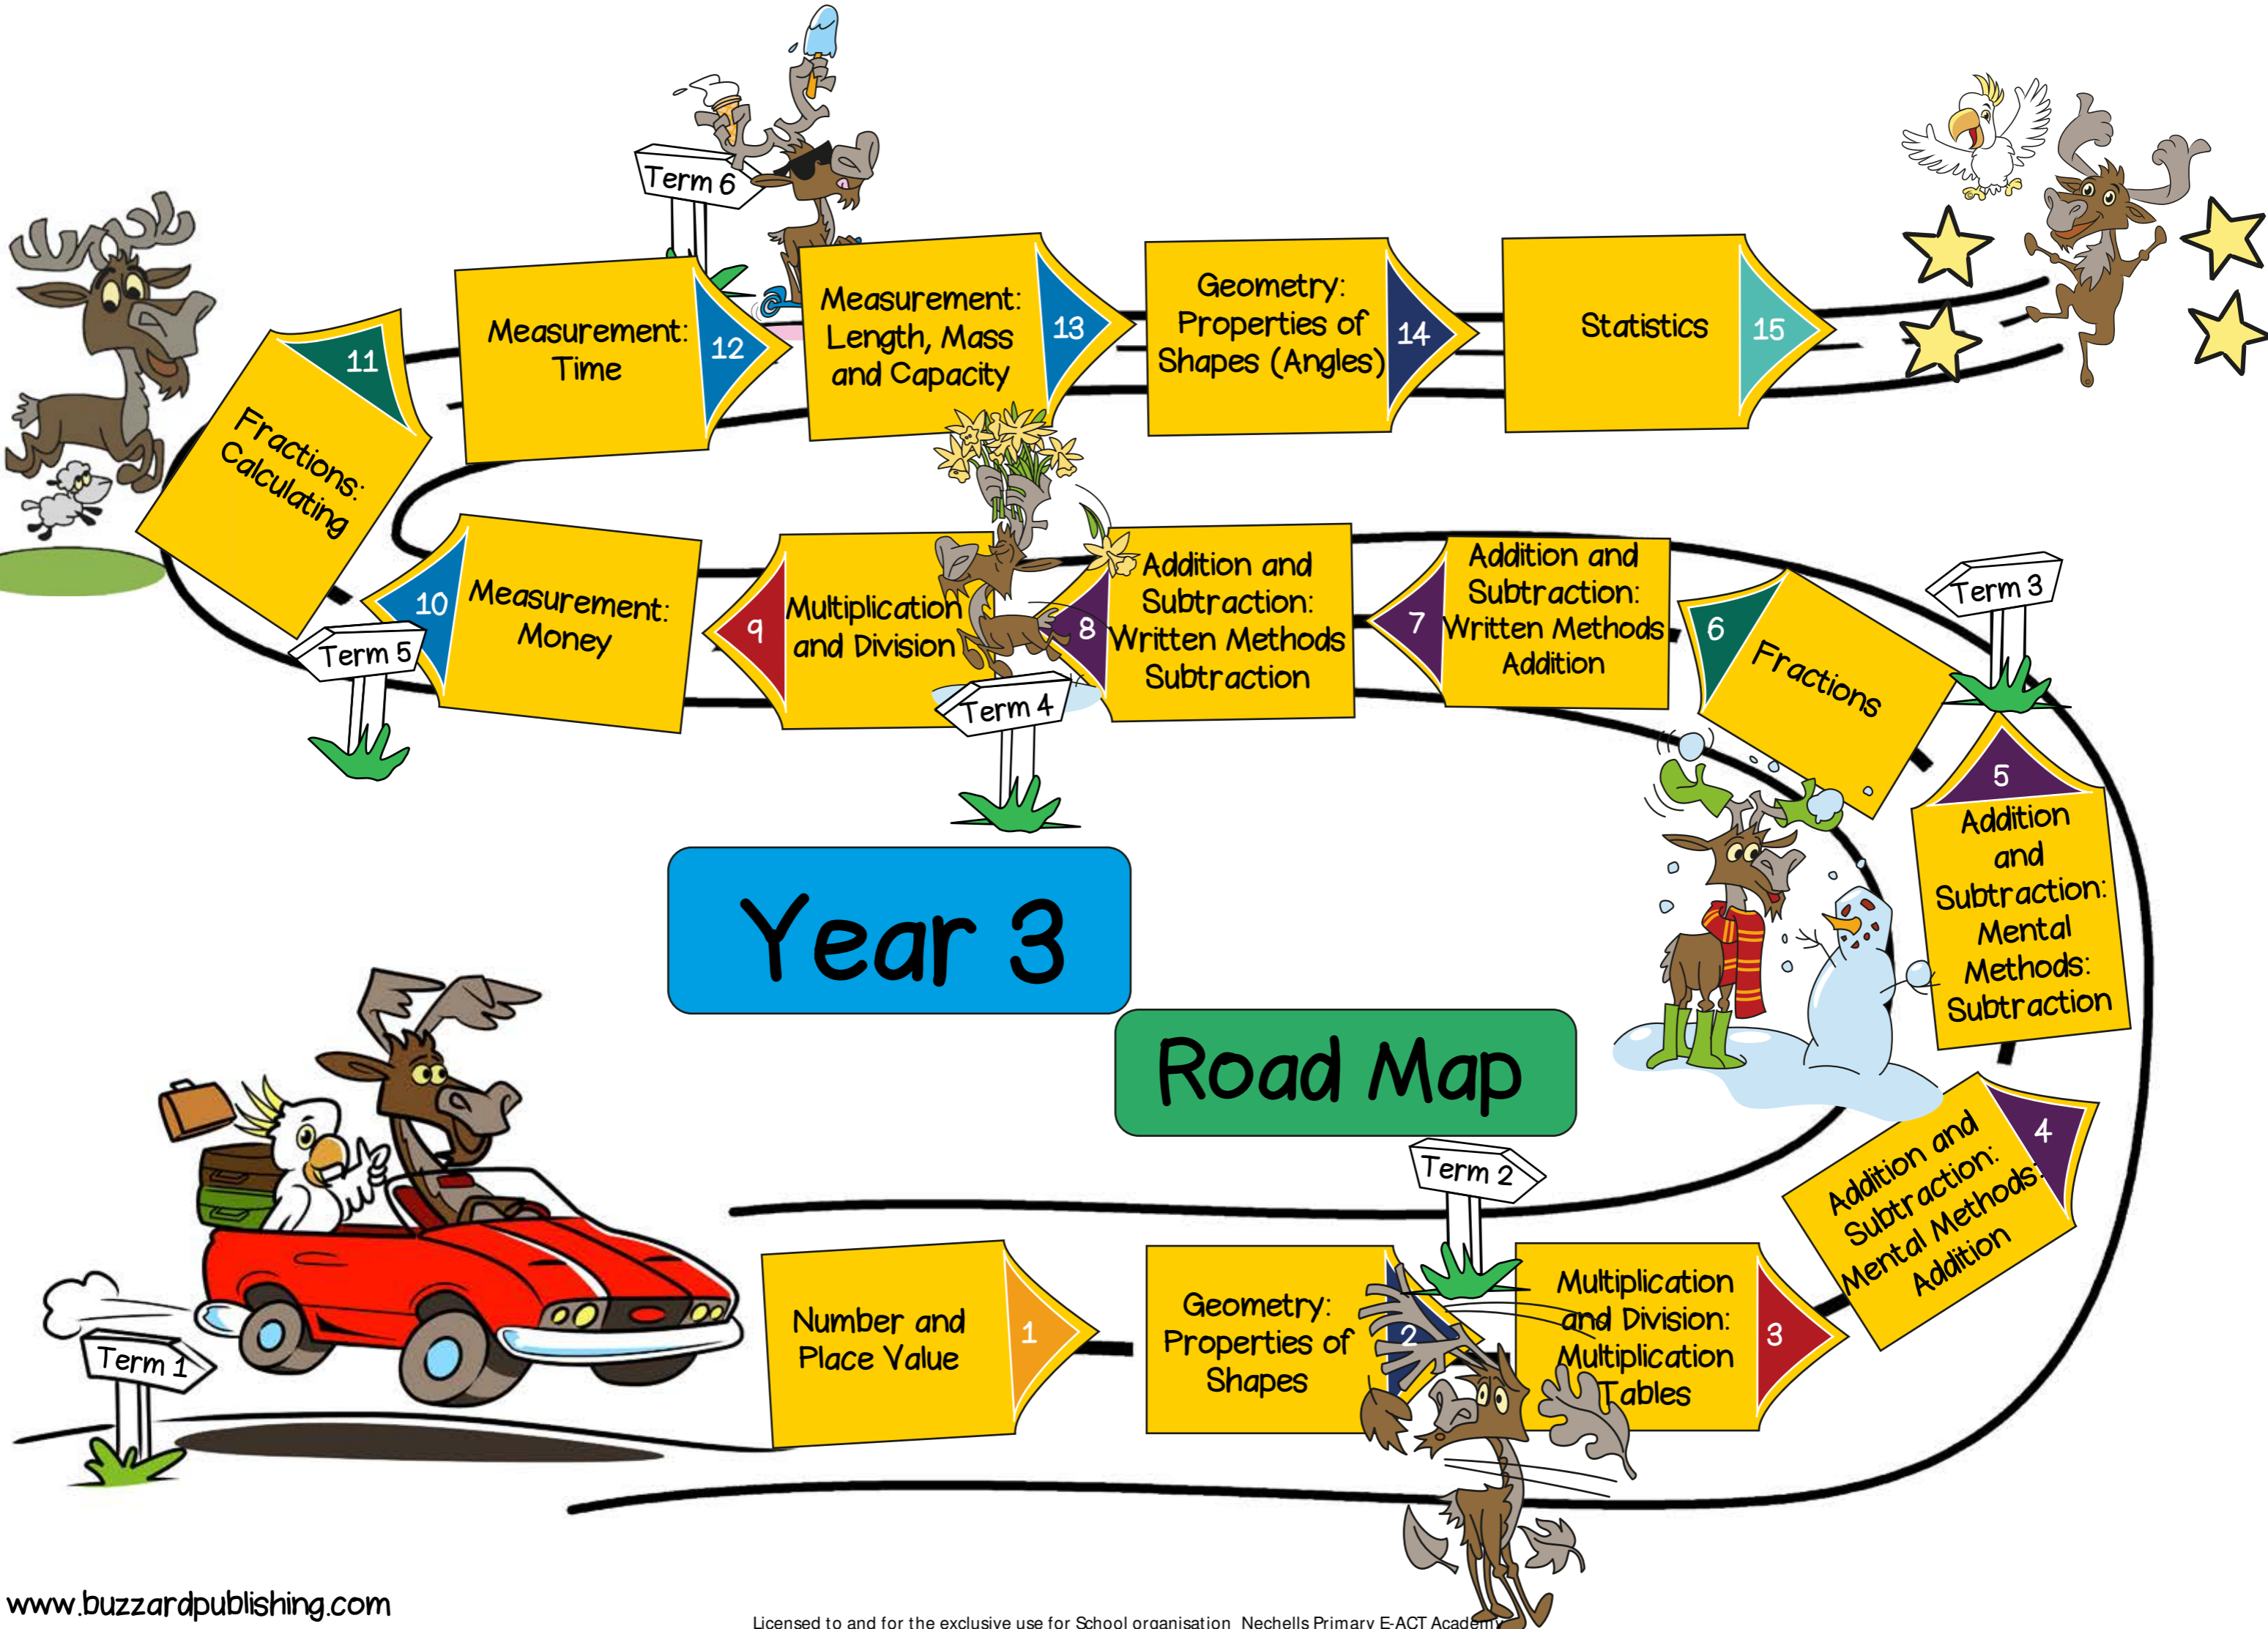 Term 6
Measurement:
Time
12
Measurement:
Length, Mass
and Capacity
13
Geometry:
Properties of
Shapes (Angles)
14
Statistics
15
11
Fractions:
Calculating
10
Measurement:
Money
Term 5
9
Multiplication
and Division
8
Addition and
Subtraction:
Written Methods
Subtraction
Term 4
7
Addition and
Subtraction:
Written Methods
Addition
6
Fractions
Term 3
5
Addition
and
Subtraction:
Mental
Methods:
Subtraction
Year 3
Road Map
4
Addition and
Subtraction:
Mental Methods:
Addition
Term 2
Term 1
Number and
Place Value
1
Geometry:
Properties of
Shapes
2
Multiplication
and Division:
Multiplication
Tables
3
www.buzzardpublishing.com
Licensed to and for the exclusive use for School organisation Nechells Primary E-ACT Academy